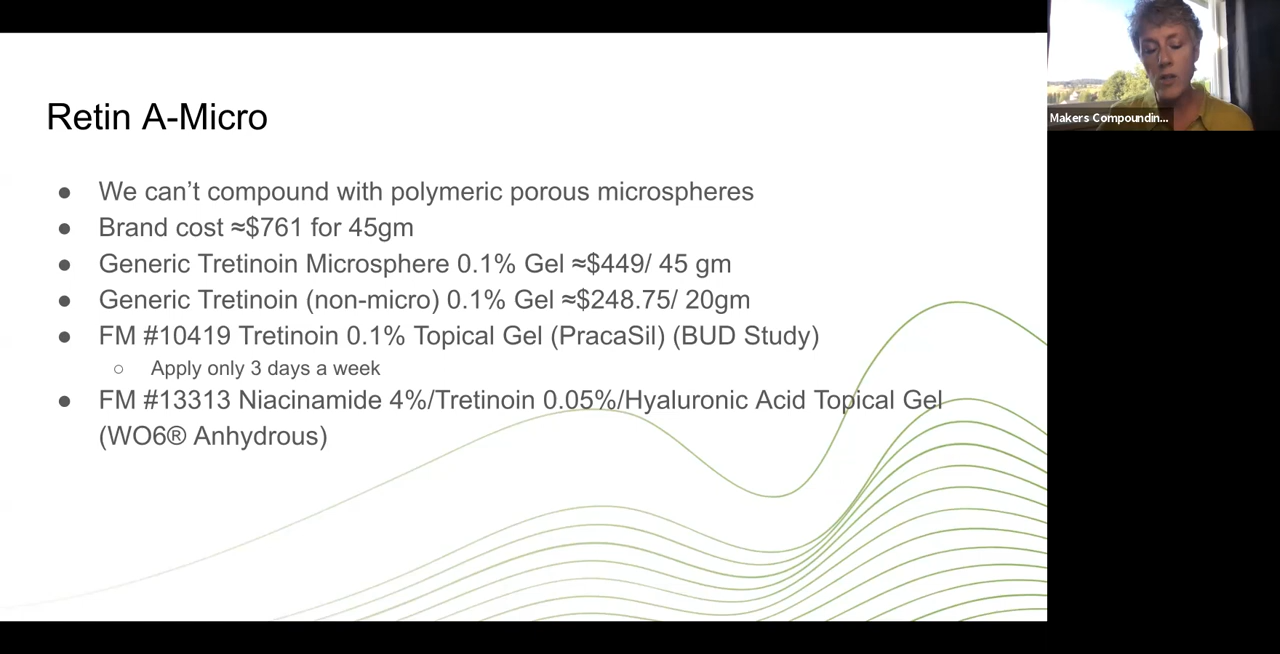 Retin A-Micro
● We can’t compound with polymeric porous microspheres
● Brand cost ≈$761 for 45gm
● Generic Tretinoin Microsphere 0.1% Gel ≈$449/ 45 gm
● Generic Tretinoin (non-micro) 0.1% Gel ≈$248.75/ 20gm
● FM #10419 Tretinoin 0.1% Topical Gel (PracaSil) (BUD Study)
○ Apply only 3 days a week
● FM #13313 Niacinamide 4%/Tretinoin 0.05%/Hyaluronic Acid Topical Gel
(WO6® Anhydrous)
Makers Compoundin...